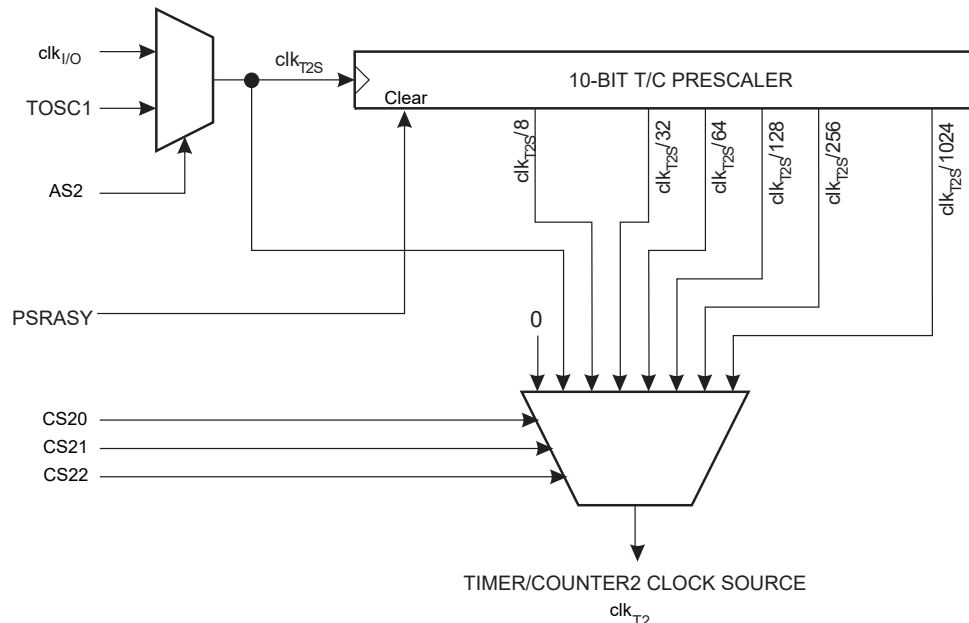 clkI/O
clkT2S
10-BIT T/C PRESCALER
TOSC1
Clear
clkT2S/8
clkT2S/32
clkT2S/64
clkT2S/128
clkT2S/256
clkT2S/1024
AS2
PSRASY
0
CS20
CS21
CS22
TIMER/COUNTER2 CLOCK SOURCE
clkT2